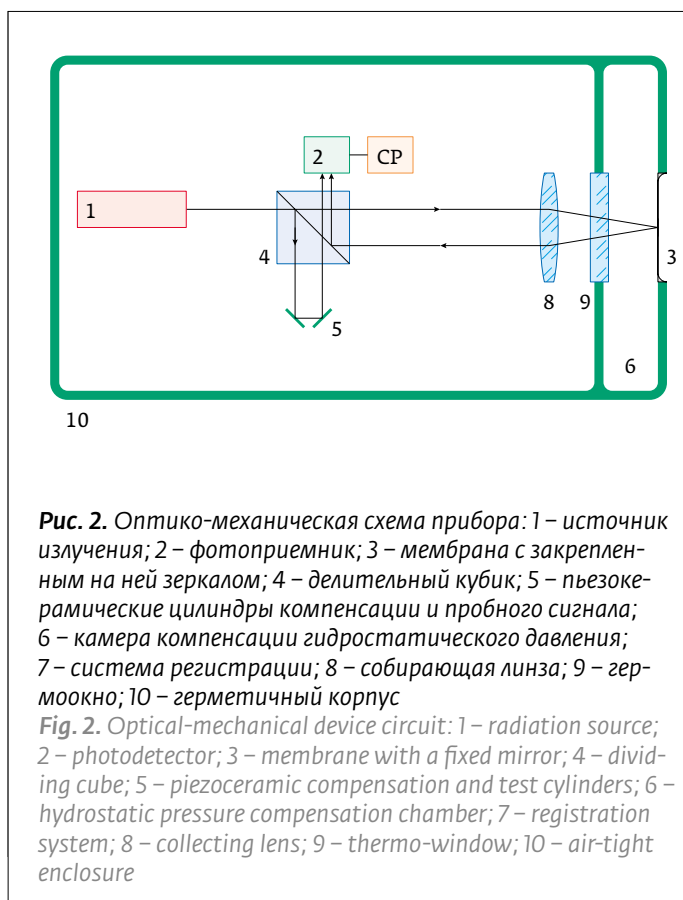 2
СР
1
4
3
5
8
9
6
10
Рис. 2. Оптико-механическая схема прибора: 1 – источник
излучения; 2 – фотоприемник; 3 – мембрана с закреплен-
ным на ней зеркалом; 4 – делительный кубик; 5 – пьезоке-
рамические цилиндры компенсации и пробного сигнала;
6 – камера компенсации гидростатического давления;
7 – система регистрации; 8 – собирающая линза; 9 – гер-
моокно; 10 – герметичный корпус
Fig. 2. Optical-mechanical device circuit: 1 – radiation source;
2 – photodetector; 3 – membrane with a fixed mirror; 4 – divid-
ing cube; 5 – piezoceramic compensation and test cylinders; 6 –
hydrostatic pressure compensation chamber; 7 – registration
system; 8 – collecting lens; 9 – thermo-window; 10 – air-tight
enclosure